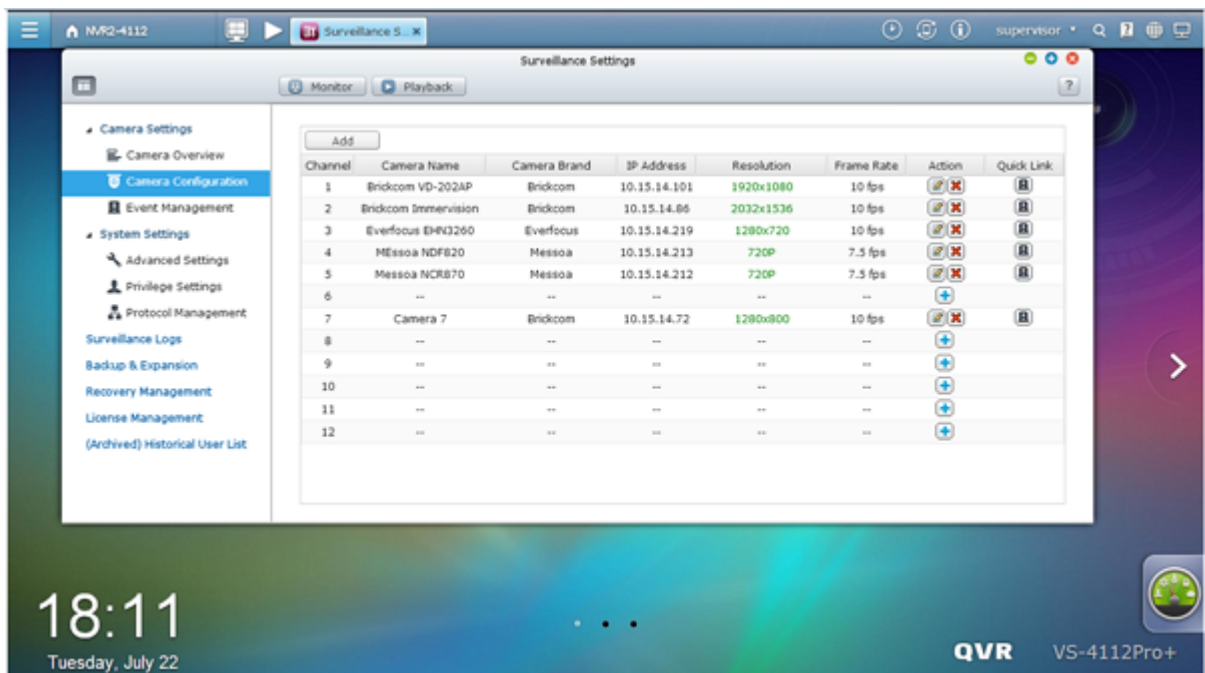 NVR2-4112
Surveillance S... ×
supervisor
Surveillance Settings
Monitor Playback
?
Camera Settings
Camera Overview
Camera Configuration
Event Management
System Settings
Advanced Settings
Privilege Settings
Protocol Management
Surveillance Logs
Backup & Expansion
Recovery Management
License Management
(Archived) Historical User List
Add
Channel Camera Name Camera Brand IP Address Resolution Frame Rate Action Quick Link
1 Brickcom VD-202AP Brickcom 10.15.14.101 1920x1080 10 fps
2 Brickcom Immervision Brickcom 10.15.14.86 2032x1536 10 fps
3 Everfocus EHN3260 Everfocus 10.15.14.219 1280x720 10 fps
4 MEssoa NDF820 Messoa 10.15.14.213 720P 7.5 fps
5 Messoa NCR870 Messoa 10.15.14.212 720P 7.5 fps
6 -- -- -- -- --
7 Camera 7 Brickcom 10.15.14.72 1280x800 10 fps
8 -- -- -- -- --
9 -- -- -- -- --
10 -- -- -- -- --
11 -- -- -- -- --
12 -- -- -- -- --
18:11
Tuesday, July 22
QVR VS-4112Pro+